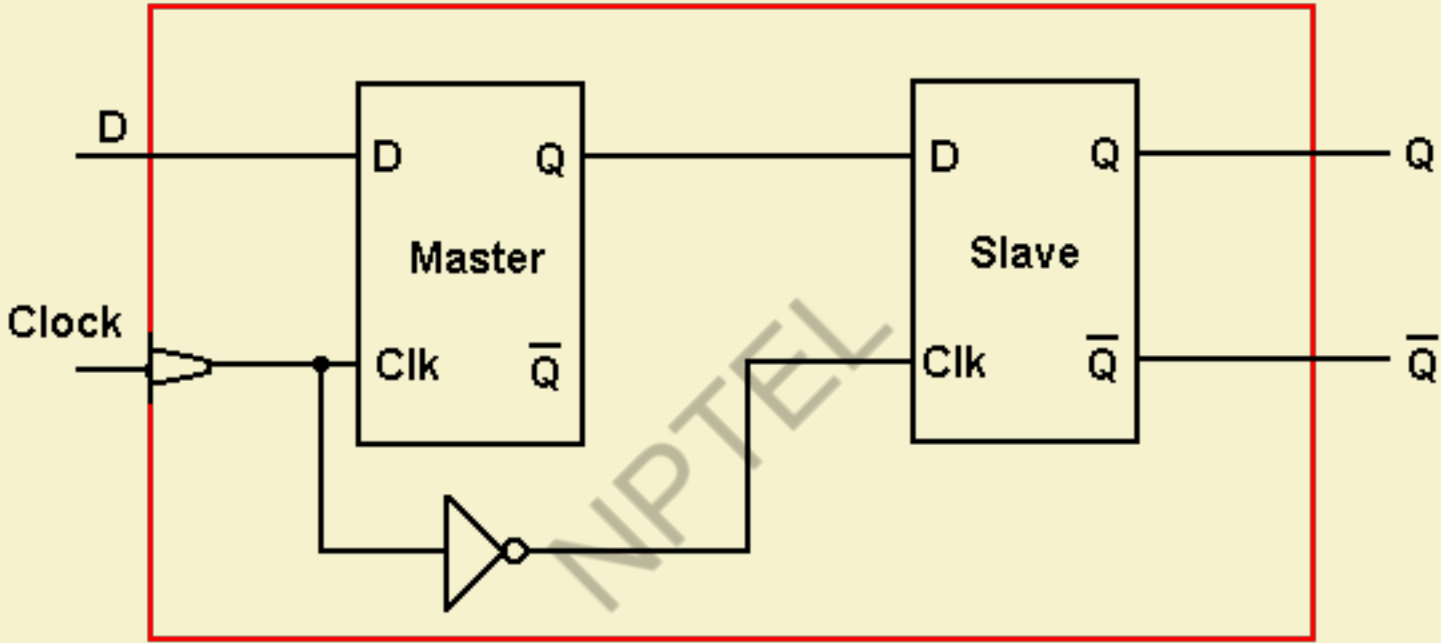 D
D Q D Q Q
Master Slave
Clock
Clk Q̅ Clk Q̅ Q̅
NPTEL